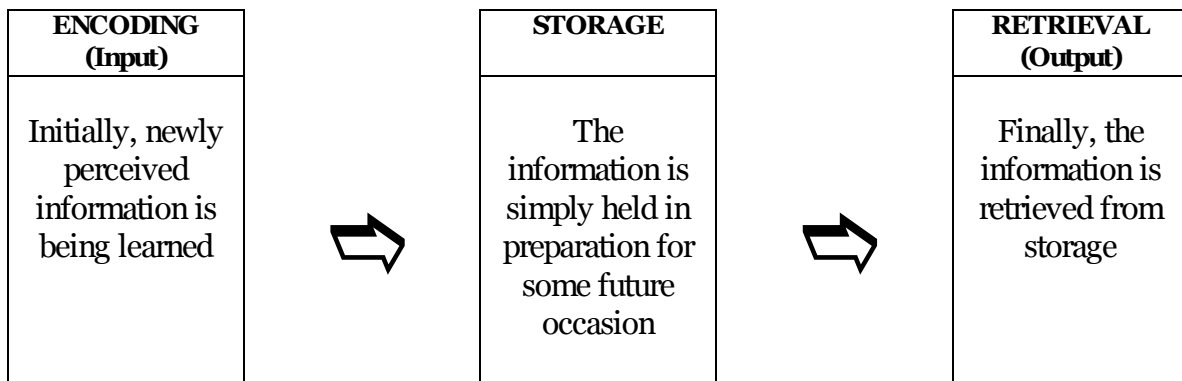 ENCODING
(Input)
Initially, newly
perceived
information is
being learned
STORAGE
The
information is
simply held in
preparation for
some future
occasion
RETRIEVAL
(Output)
Finally, the
information is
retrieved from
storage